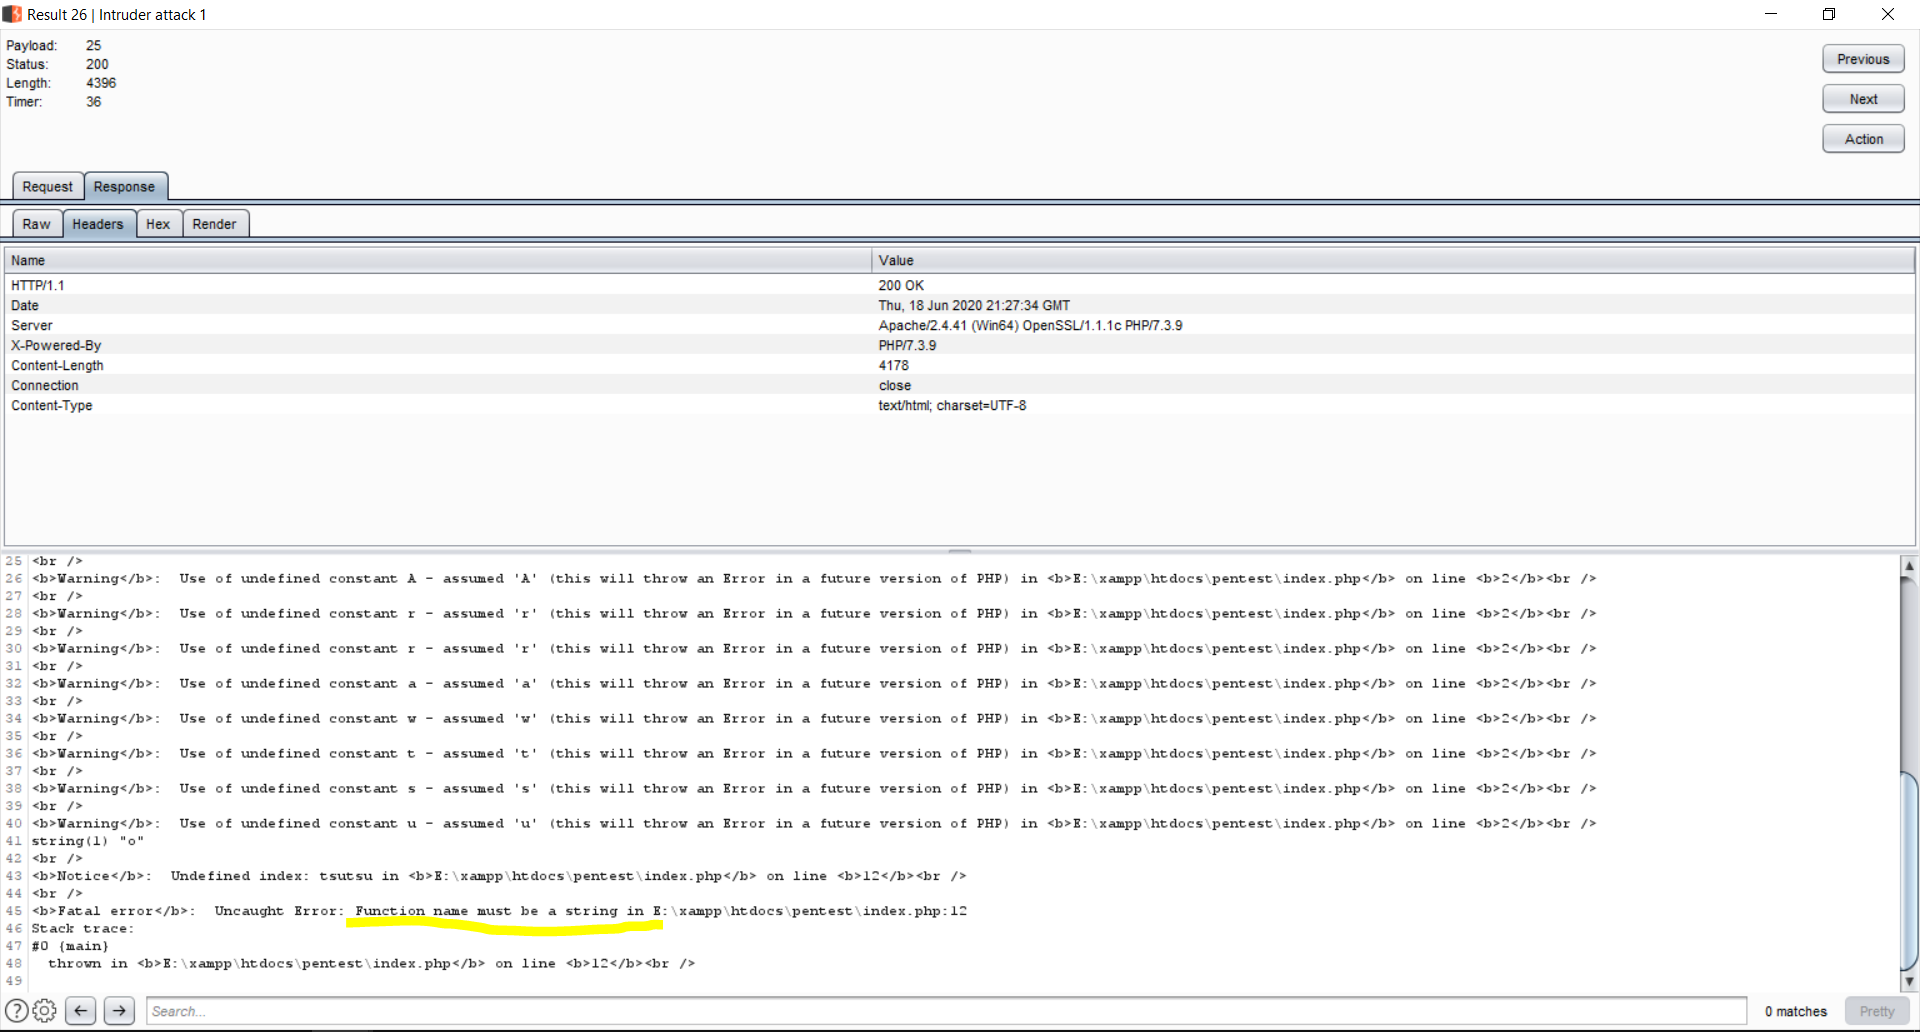 Result 26 | Intruder attack 1
Payload: 25
Status: 200
Length: 4396
Timer: 36
Previous
Next
Action
Request Response
Raw Headers Hex Render
Name Value
HTTP/1.1 200 OK
Date Thu, 18 Jun 2020 21:27:34 GMT
Server Apache/2.4.41 (Win64) OpenSSL/1.1.1c PHP/7.3.9
X-Powered-By PHP/7.3.9
Content-Length 4178
Connection close
Content-Type text/html; charset=UTF-8
25 <br />
26 <b>Warning</b>:  Use of undefined constant A - assumed 'A' (this will throw an Error in a future version of PHP) in <b>E:\xampp\htdocs\pentest\index.php</b> on line <b>2</b><br />
27 <br />
28 <b>Warning</b>:  Use of undefined constant r - assumed 'r' (this will throw an Error in a future version of PHP) in <b>E:\xampp\htdocs\pentest\index.php</b> on line <b>2</b><br />
29 <br />
30 <b>Warning</b>:  Use of undefined constant r - assumed 'r' (this will throw an Error in a future version of PHP) in <b>E:\xampp\htdocs\pentest\index.php</b> on line <b>2</b><br />
31 <br />
32 <b>Warning</b>:  Use of undefined constant a - assumed 'a' (this will throw an Error in a future version of PHP) in <b>E:\xampp\htdocs\pentest\index.php</b> on line <b>2</b><br />
33 <br />
34 <b>Warning</b>:  Use of undefined constant w - assumed 'w' (this will throw an Error in a future version of PHP) in <b>E:\xampp\htdocs\pentest\index.php</b> on line <b>2</b><br />
35 <br />
36 <b>Warning</b>:  Use of undefined constant t - assumed 't' (this will throw an Error in a future version of PHP) in <b>E:\xampp\htdocs\pentest\index.php</b> on line <b>2</b><br />
37 <br />
38 <b>Warning</b>:  Use of undefined constant s - assumed 's' (this will throw an Error in a future version of PHP) in <b>E:\xampp\htdocs\pentest\index.php</b> on line <b>2</b><br />
39 <br />
40 <b>Warning</b>:  Use of undefined constant u - assumed 'u' (this will throw an Error in a future version of PHP) in <b>E:\xampp\htdocs\pentest\index.php</b> on line <b>2</b><br />
41 string(1) "o"
42 <br />
43 <b>Notice</b>:  Undefined index: tsutsu in <b>E:\xampp\htdocs\pentest\index.php</b> on line <b>12</b><br />
44 <br />
45 <b>Fatal error</b>:  Uncaught Error: Function name must be a string in E:\xampp\htdocs\pentest\index.php:12
46 Stack trace:
47 #0 {main}
48   thrown in <b>E:\xampp\htdocs\pentest\index.php</b> on line <b>12</b><br />
49
? Search... 0 matches Pretty